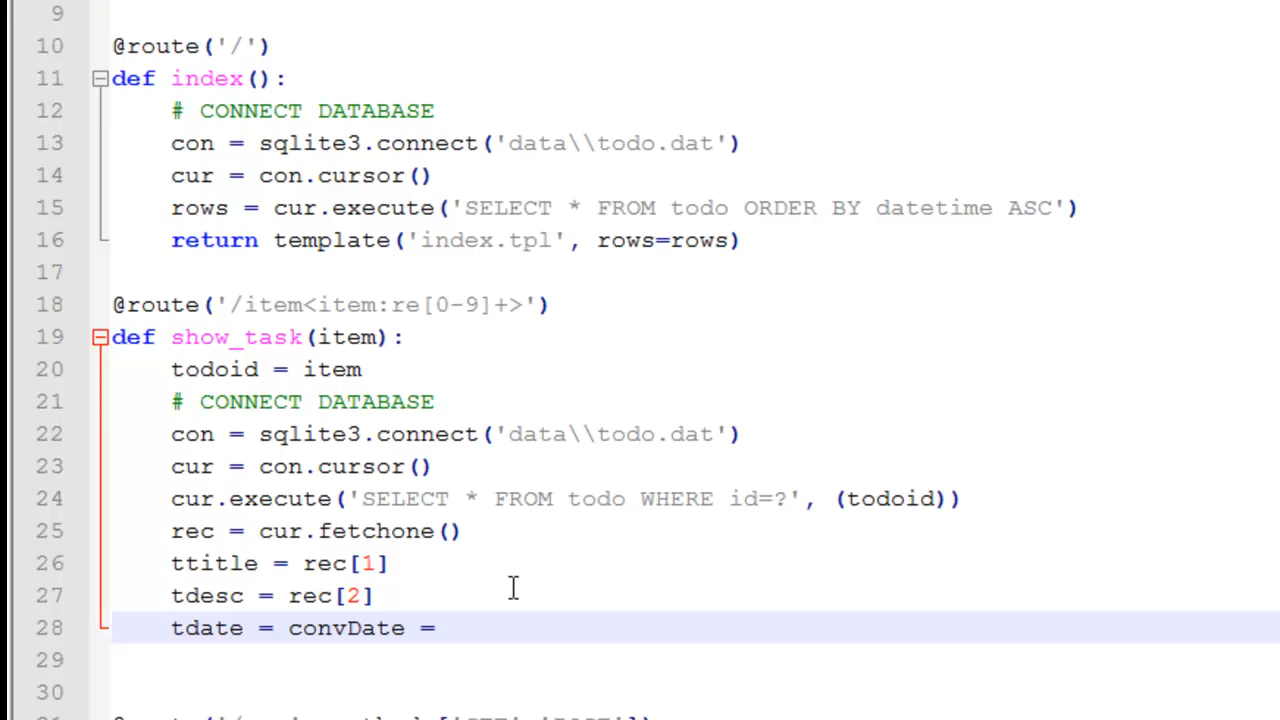 9
10 @route('/')
11 def index():
12 # CONNECT DATABASE
13 con = sqlite3.connect('data\\todo.dat')
14 cur = con.cursor()
15 rows = cur.execute('SELECT * FROM todo ORDER BY datetime ASC')
16 return template('index.tpl', rows=rows)
17
18 @route('/item<item:re[0-9]+>')
19 def show_task(item):
20 todoid = item
21 # CONNECT DATABASE
22 con = sqlite3.connect('data\\todo.dat')
23 cur = con.cursor()
24 cur.execute('SELECT * FROM todo WHERE id=?', (todoid))
25 rec = cur.fetchone()
26 ttitle = rec[1]
27 tdesc = rec[2]
28 tdate = convDate =
29
30